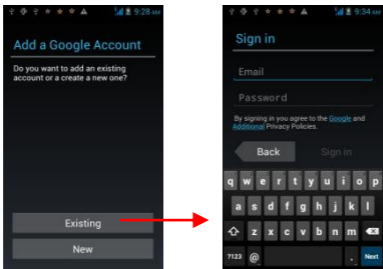 9:28 AM
Add a Google Account
Do you want to add an existing
account or a create a new one?
Existing
New
9:34 AM
Sign in
Email
Password
By signing in you agree to the Google and
Additional Privacy Policies.
Back Sign in
q w e r t y u i o p
a s d f g h j k l
z x c v b n m
?123 @ . Next